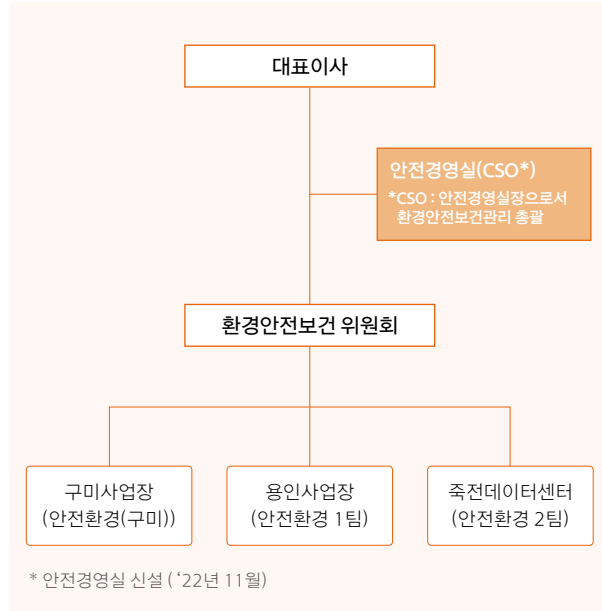 대표이사
안전경영실(CSO*)
*CSO : 안전경영실장으로서
환경안전보건관리 총괄
환경안전보건 위원회
구미사업장
(안전환경(구미))
용인사업장
(안전환경 1팀)
죽전데이터센터
(안전환경 2팀)
* 안전경영실 신설 ( ‘22년 11월)